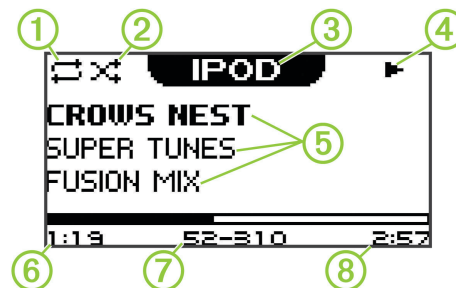 1 2 3 4
IPOD
CROWS NEST
SUPER TUNES
FUSION MIX
5
1:19 52-310 2:57
6 7 8